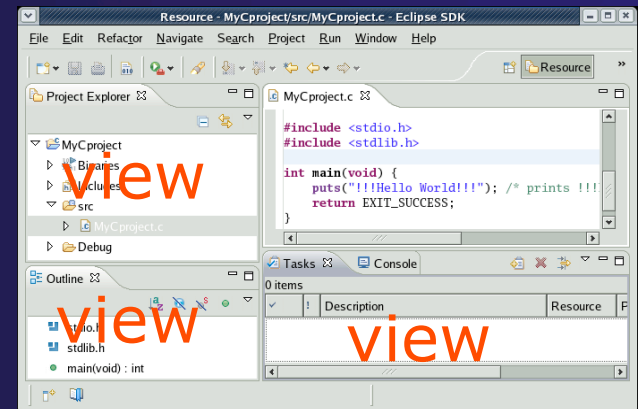 Resource - MyCproject/src/MyCproject.c - Eclipse SDK
File Edit Refactor Navigate Search Project Run Window Help
Resource »
Project Explorer
MyCproject
Binaries
Includes
src
MyCproject.c
Debug
view
MyCproject.c
#include <stdio.h>
#include <stdlib.h>
int main(void) {
puts("!!!Hello World!!!"); /* prints !!!
return EXIT_SUCCESS;
}
Outline
stdio.h
stdlib.h
main(void) : int
view
Tasks Console
0 items
! Description Resource P
view